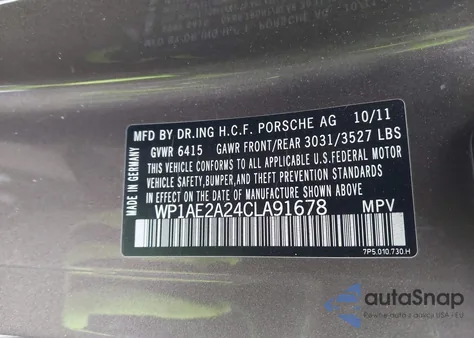 MFD BY DR.ING H.C.F. PORSCHE AG 10/11
GVWR 6415 GAWR FRONT/REAR 3031/3527 LBS
THIS VEHICLE CONFORMS TO ALL
APPLICABLE U.S.FEDERAL MOTOR
VEHICLE SAFETY,BUMPER,
AND THEFT PREVENTION STANDARDS
IN EFFECT ON THE DATE OF
MANUFACTURE SHOWN ABOVE
WP1AE2A24CLA91678 MPV
MADE IN GERMANY
7P5.010.730.H
autoSnap